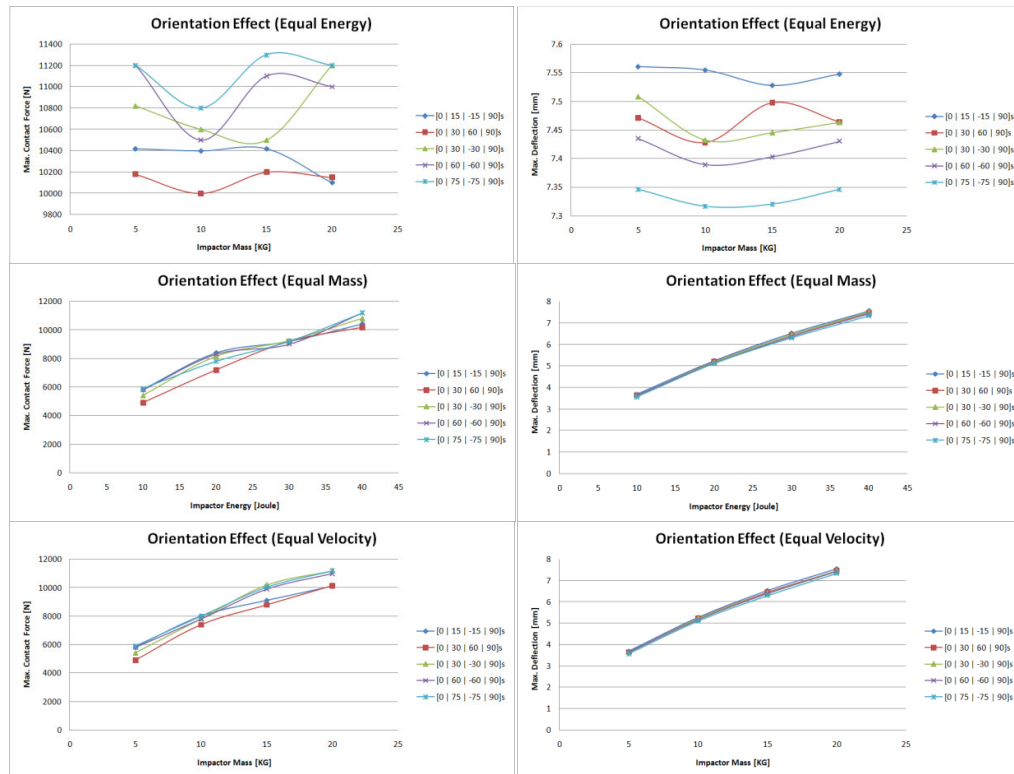 Orientation Effect (Equal Energy)
Max. Contact Force [N]
11400
11200
11000
10800
10600
10400
10200
10000
9800
0 5 10 15 20 25
Impactor Mass [KG]
[0 | 15 | -15 | 90]s
[0 | 30 | 60 | 90]s
[0 | 30 | -30 | 90]s
[0 | 60 | -60 | 90]s
[0 | 75 | -75 | 90]s
Orientation Effect (Equal Energy)
Max. Deflection [mm]
7.6
7.55
7.5
7.45
7.4
7.35
7.3
0 5 10 15 20 25
Impactor Mass [KG]
[0 | 15 | -15 | 90]s
[0 | 30 | 60 | 90]s
[0 | 30 | -30 | 90]s
[0 | 60 | -60 | 90]s
[0 | 75 | -75 | 90]s
Orientation Effect (Equal Mass)
Max. Contact Force [N]
12000
10000
8000
6000
4000
2000
0
0 5 10 15 20 25 30 35 40 45
Impactor Energy [Joule]
[0 | 15 | -15 | 90]s
[0 | 30 | 60 | 90]s
[0 | 30 | -30 | 90]s
[0 | 60 | -60 | 90]s
[0 | 75 | -75 | 90]s
Orientation Effect (Equal Mass)
Max. Deflection [mm]
8
7
6
5
4
3
2
1
0
0 5 10 15 20 25 30 35 40 45
Impactor Energy [Joule]
[0 | 15 | -15 | 90]s
[0 | 30 | 60 | 90]s
[0 | 30 | -30 | 90]s
[0 | 60 | -60 | 90]s
[0 | 75 | -75 | 90]s
Orientation Effect (Equal Velocity)
Max. Contact Force [N]
12000
10000
8000
6000
4000
2000
0
0 5 10 15 20 25
Impactor Mass [KG]
[0 | 15 | -15 | 90]s
[0 | 30 | 60 | 90]s
[0 | 30 | -30 | 90]s
[0 | 60 | -60 | 90]s
[0 | 75 | -75 | 90]s
Orientation Effect (Equal Velocity)
Max. Deflection [mm]
8
7
6
5
4
3
2
1
0
0 5 10 15 20 25
Impactor Mass [KG]
[0 | 15 | -15 | 90]s
[0 | 30 | 60 | 90]s
[0 | 30 | -30 | 90]s
[0 | 60 | -60 | 90]s
[0 | 75 | -75 | 90]s